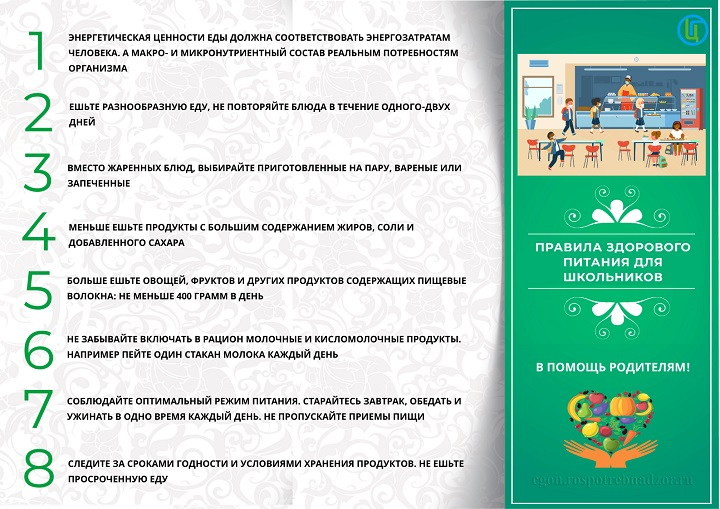 1
ЭНЕРГЕТИЧЕСКАЯ ЦЕННОСТИ ЕДЫ ДОЛЖНА СООТВЕТСТВОВАТЬ ЭНЕРГОЗАТРАТАМ
ЧЕЛОВЕКА. А МАКРО- И МИКРОНУТРИЕНТНЫЙ СОСТАВ РЕАЛЬНЫМ ПОТРЕБНОСТЯМ
ОРГАНИЗМА
2
ЕШЬТЕ РАЗНООБРАЗНУЮ ЕДУ, НЕ ПОВТОРЯЙТЕ БЛЮДА В ТЕЧЕНИЕ ОДНОГО-ДВУХ
ДНЕЙ
3
ВМЕСТО ЖАРЕННЫХ БЛЮД, ВЫБИРАЙТЕ ПРИГОТОВЛЕННЫЕ НА ПАРУ, ВАРЕНЫЕ ИЛИ
ЗАПЕЧЕННЫЕ
4
МЕНЬШЕ ЕШЬТЕ ПРОДУКТЫ С БОЛЬШИМ СОДЕРЖАНИЕМ ЖИРОВ, СОЛИ И
ДОБАВЛЕННОГО САХАРА
5
БОЛЬШЕ ЕШЬТЕ ОВОЩЕЙ, ФРУКТОВ И ДРУГИХ ПРОДУКТОВ СОДЕРЖАЩИХ ПИЩЕВЫЕ
ВОЛОКНА: НЕ МЕНЬШЕ 400 ГРАММ В ДЕНЬ
6
НЕ ЗАБЫВАЙТЕ ВКЛЮЧАТЬ В РАЦИОН МОЛОЧНЫЕ И КИСЛОМОЛОЧНЫЕ ПРОДУКТЫ.
НАПРИМЕР ПЕЙТЕ ОДИН СТАКАН МОЛОКА КАЖДЫЙ ДЕНЬ
7
СОБЛЮДАЙТЕ ОПТИМАЛЬНЫЙ РЕЖИМ ПИТАНИЯ. СТАРАЙТЕСЬ ЗАВТРАК, ОБЕДАТЬ И
УЖИНАТЬ В ОДНО ВРЕМЯ КАЖДЫЙ ДЕНЬ. НЕ ПРОПУСКАЙТЕ ПРИЕМЫ ПИЩИ
8
СЛЕДИТЕ ЗА СРОКАМИ ГОДНОСТИ И УСЛОВИЯМИ ХРАНЕНИЯ ПРОДУКТОВ. НЕ ЕШЬТЕ
ПРОСРОЧЕННУЮ ЕДУ
ПРАВИЛА ЗДОРОВОГО
ПИТАНИЯ ДЛЯ
ШКОЛЬНИКОВ
В ПОМОЩЬ РОДИТЕЛЯМ!
cgon.rospotrebnadzor.ru